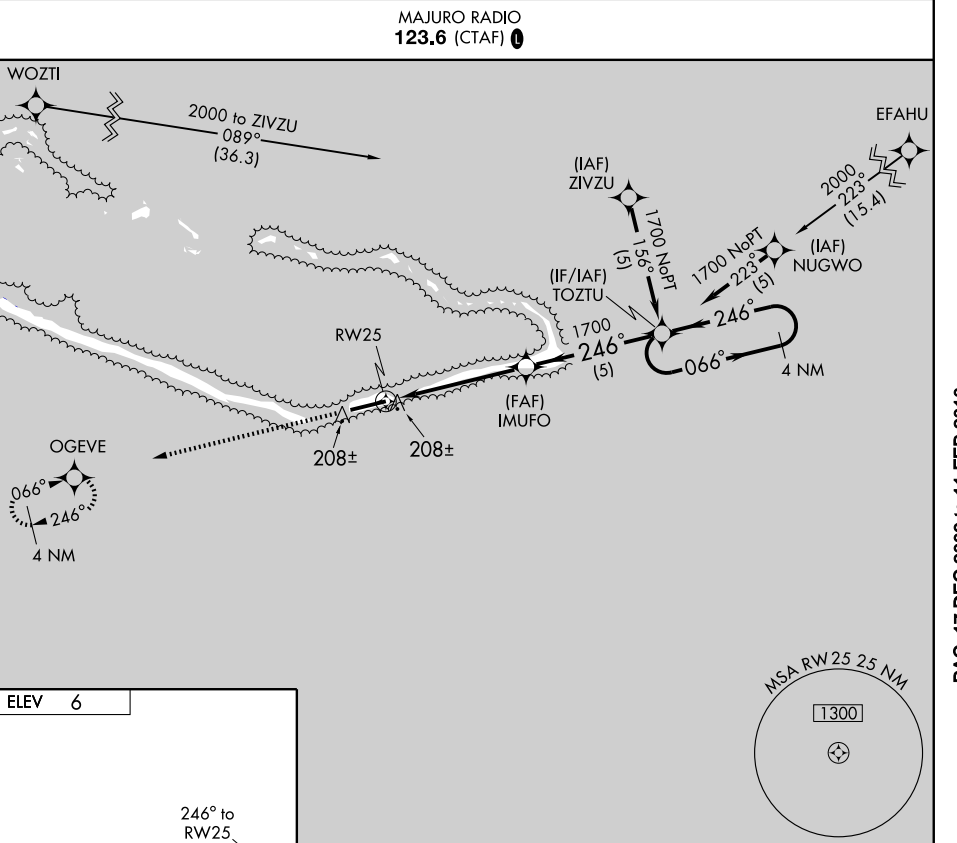 MAJURO RADIO
123.6 (CTAF) L
WOZTI
2000 to ZIVZU
089°
(36.3)
EFAHU
2000
223°
(15.4)
(IAF)
ZIVZU
1700 NoPT
156°
(5)
(IAF)
NUGWO
1700 NoPT
223°
(5)
(IF/IAF)
TOZTU
246°
066°
4 NM
1700
246°
(5)
RW25
(FAF)
IMUFO
208±
208±
OGEVE
066°
246°
4 NM
MSA RW25 25 NM
1300
ELEV 6
246° to
RW25